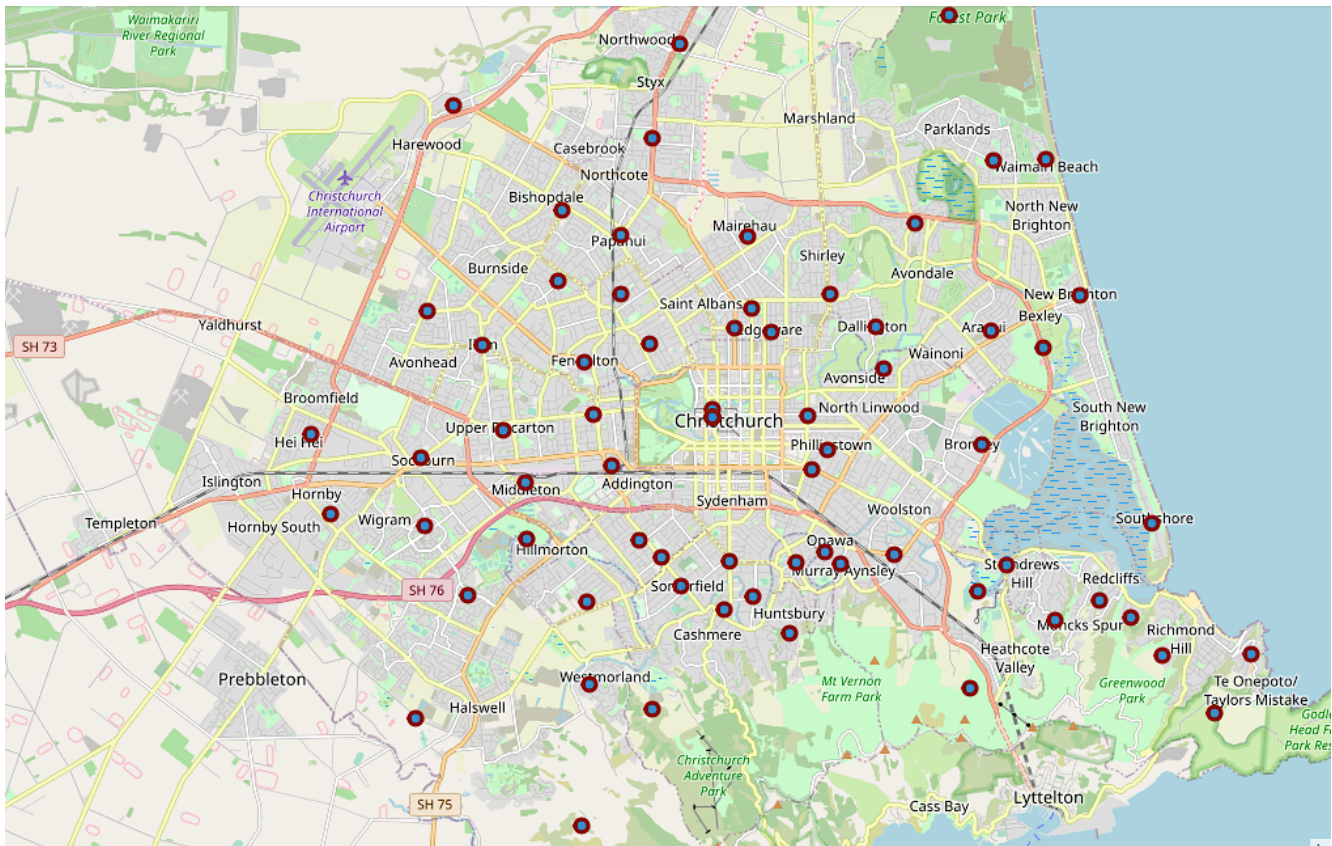 Waimakariri
River Regional
Park
Northwood
Forest Park
Styx
Marshland
Parklands
Harewood
Casebrook
Northcote
Waimairi Beach
Christchurch
International
Airport
Bishopdale
North New
Brighton
Papanui
Mairehau
Shirley
Burnside
Avondale
New Brighton
Saint Albans
Bexley
Yaldhurst
Edgeware
Dallington
Aranui
SH 73
Ilam
Avonhead
Fendalton
Wainoni
Avonside
Broomfield
South New
Brighton
Christchurch
North Linwood
Hei Hei
Upper Riccarton
Phillipstown
Bromley
Sockburn
Islington
Middleton
Addington
Hornby
Sydenham
Woolston
Templeton
Hornby South
Wigram
Southshore
Hillmorton
Opawa
Murray Aynsley
St Andrews
Hill
Redcliffs
SH 76
Somerfield
Huntsbury
Cashmere
Moncks Spur
Richmond
Hill
Heathcote
Valley
Prebbleton
Westmorland
Mt Vernon
Farm Park
Greenwood
Park
Te Onepoto/
Taylors Mistake
Halswell
Christchurch
Adventure
Park
SH 75
Cass Bay
Lyttelton